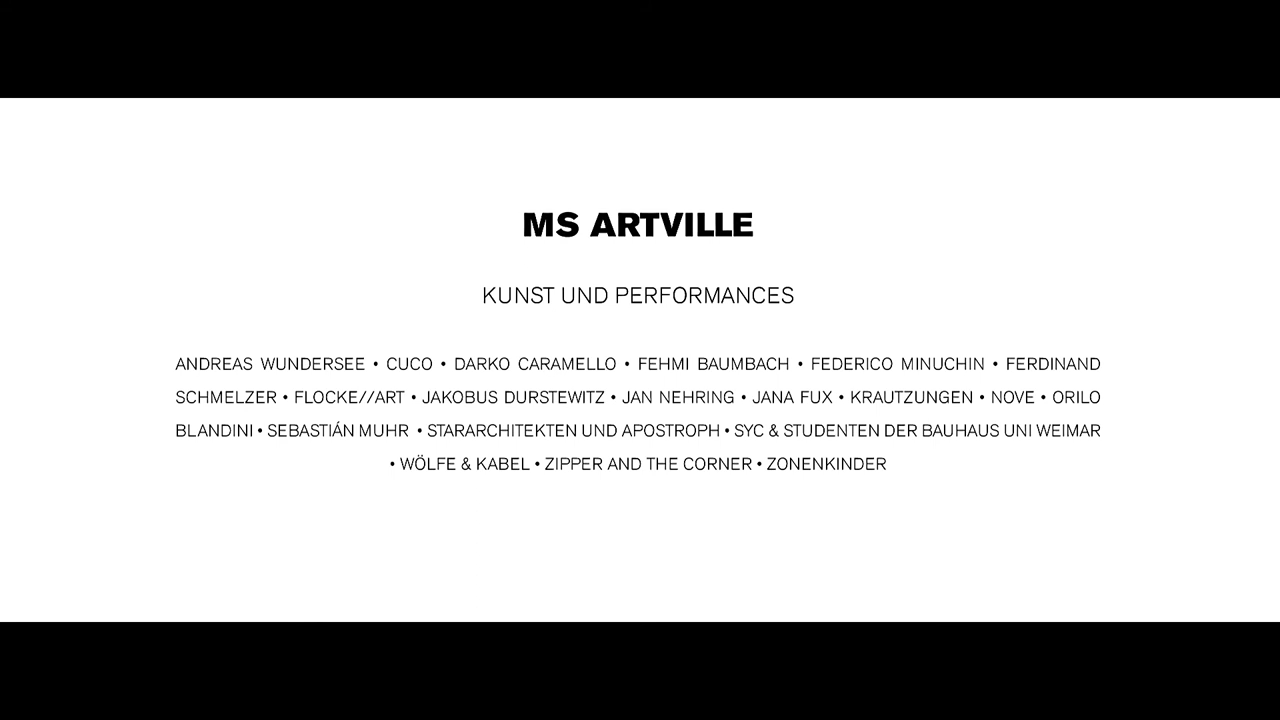 MS ARTVILLE
KUNST UND PERFORMANCES
ANDREAS WUNDERSEE • CUCO • DARKO CARAMELLO • FEHMI BAUMBACH • FEDERICO MINUCHIN • FERDINAND
SCHMELZER • FLOCKE//ART • JAKOBUS DURSTEWITZ • JAN NEHRING • JANA FUX • KRAUTZUNGEN • NOVE • ORILO
BLANDINI • SEBASTIÁN MUHR • STARARCHITEKTEN UND APOSTROPH • SYC & STUDENTEN DER BAUHAUS UNI WEIMAR
• WÖLFE & KABEL • ZIPPER AND THE CORNER • ZONENKINDER